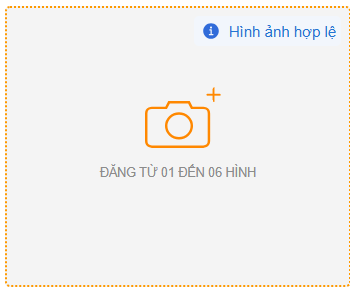 Hình ảnh hợp lệ
ĐĂNG TỪ 01 ĐẾN 06 HÌNH